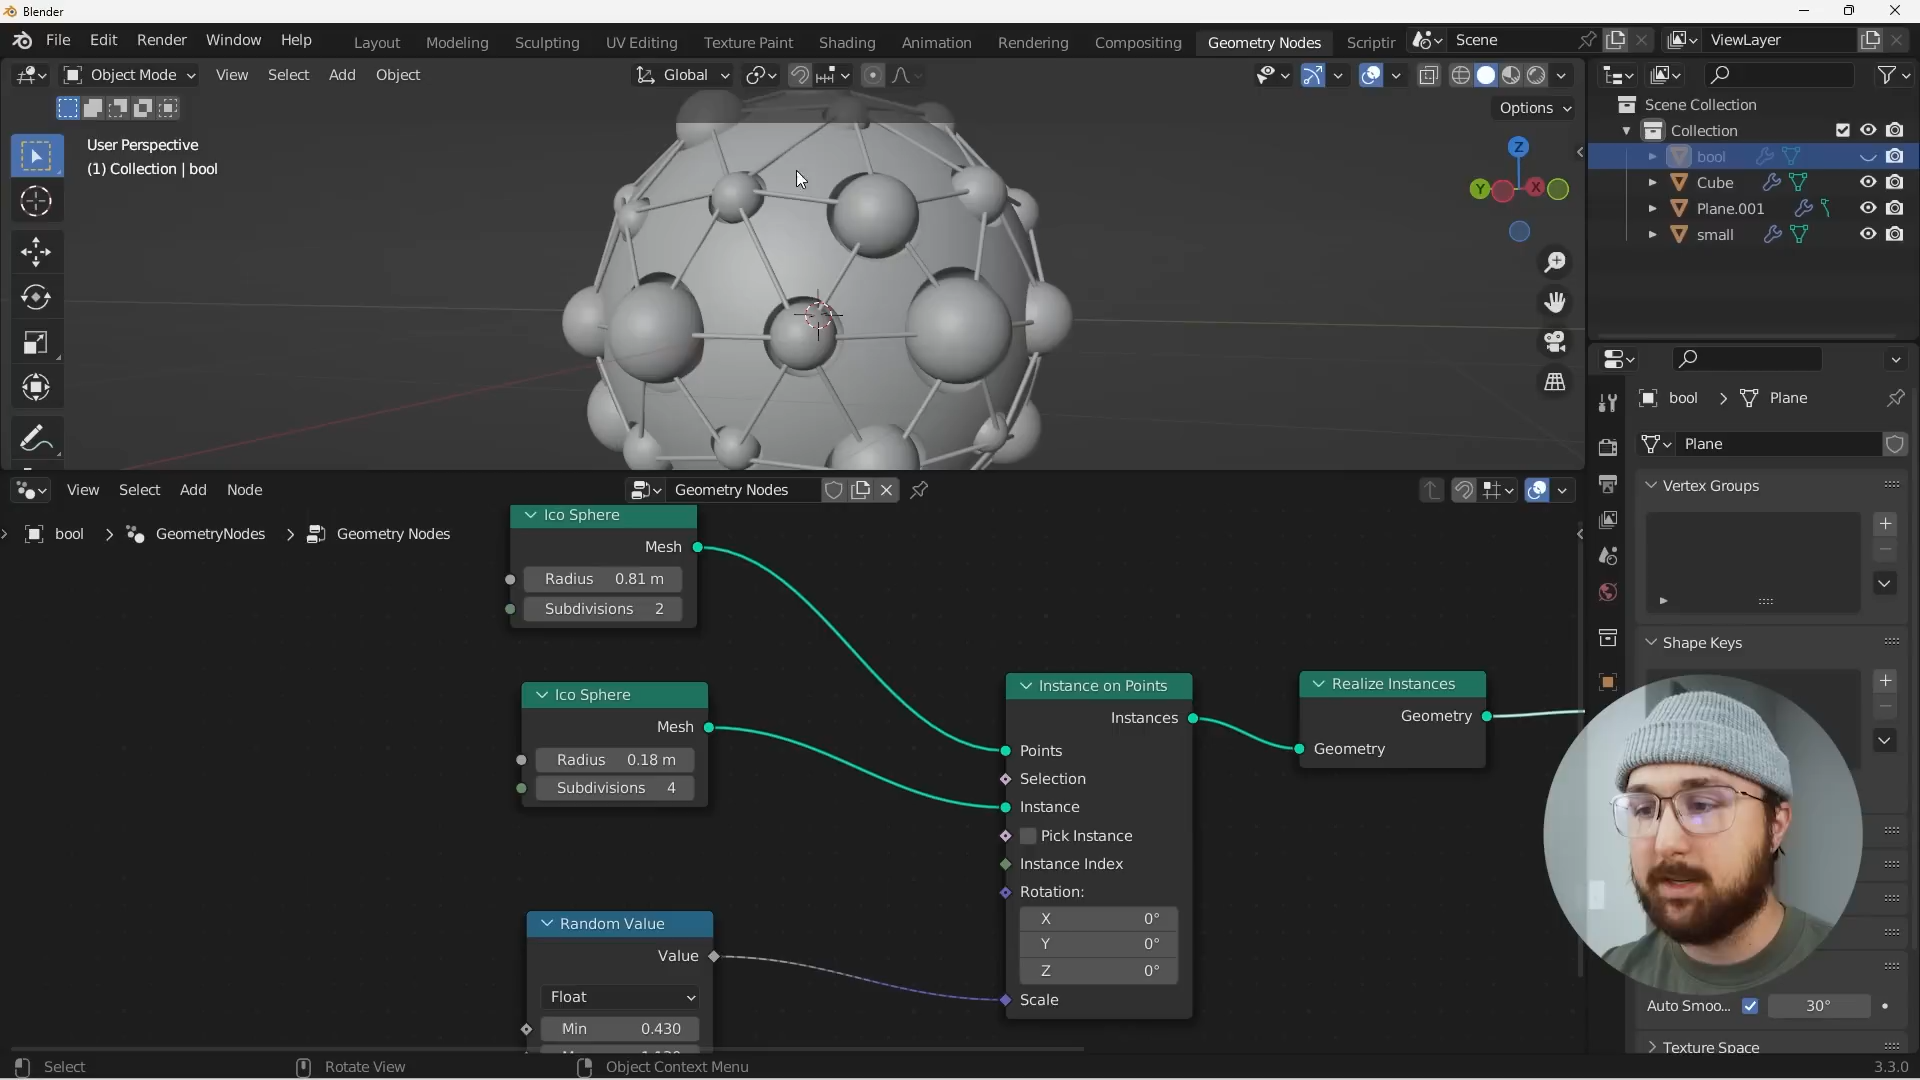 Blender
File Edit Render Window Help
Layout Modeling Sculpting UV Editing Texture Paint Shading Animation Rendering Compositing Geometry Nodes Scriptin
Scene
ViewLayer
Object Mode View Select Add Object
Global
Options
User Perspective
(1) Collection | bool
Z
Y
X
Scene Collection
Collection
bool
Cube
Plane.001
small
bool > Plane
Plane
Vertex Groups
Shape Keys
View Select Add Node
Geometry Nodes
bool > GeometryNodes > Geometry Nodes
Ico Sphere
Mesh
Radius 0.81 m
Subdivisions 2
Ico Sphere
Mesh
Radius 0.18 m
Subdivisions 4
Instance on Points
Instances
Points
Selection
Instance
Pick Instance
Instance Index
Rotation:
X 0°
Y 0°
Z 0°
Scale
Realize Instances
Geometry
Geometry
Random Value
Value
Float
Min 0.430
Auto Smoo... 30°
Texture Space
Select
Rotate View
Object Context Menu
3.3.0